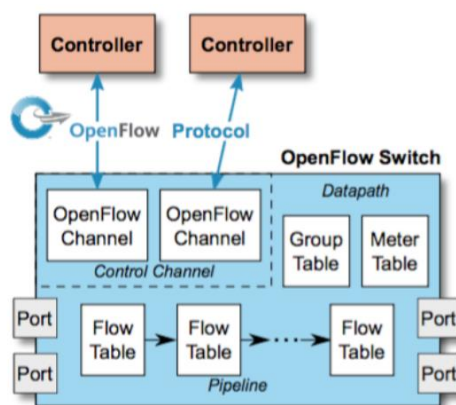 Controller
Controller
OpenFlow Protocol
OpenFlow Switch
OpenFlow
Channel
OpenFlow
Channel
Control Channel
Datapath
Group
Table
Meter
Table
Port
Port
Flow
Table
Flow
Table
Flow
Table
Port
Port
Pipeline